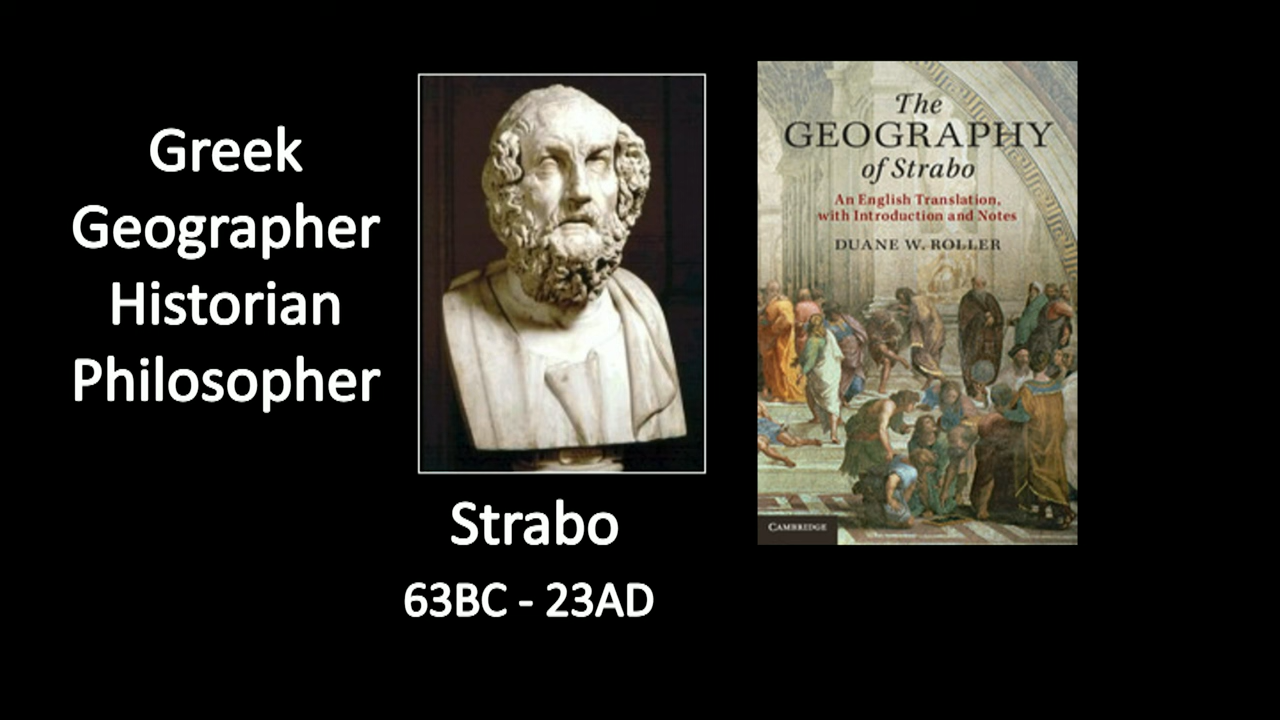 Greek
Geographer
Historian
Philosopher
Strabo
63BC - 23AD
The
GEOGRAPHY
of Strabo
An English Translation,
with Introduction and Notes
DUANE W. ROLLER
CAMBRIDGE